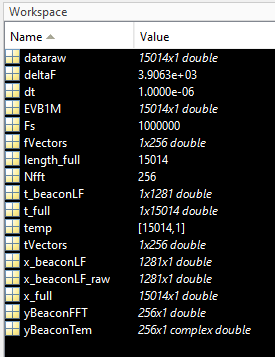 Workspace
Name Value
dataraw 15014x1 double
deltaF 3.9063e+03
dt 1.0000e-06
EVB1M 15014x1 double
Fs 1000000
fVectors 1x256 double
length_full 15014
Nfft 256
t_beaconLF 1x1281 double
t_full 1x15014 double
temp [15014,1]
tVectors 1x256 double
x_beaconLF 1281x1 double
x_beaconLF_raw 1281x1 double
x_full 15014x1 double
yBeaconFFT 256x1 double
yBeaconTem 256x1 complex double